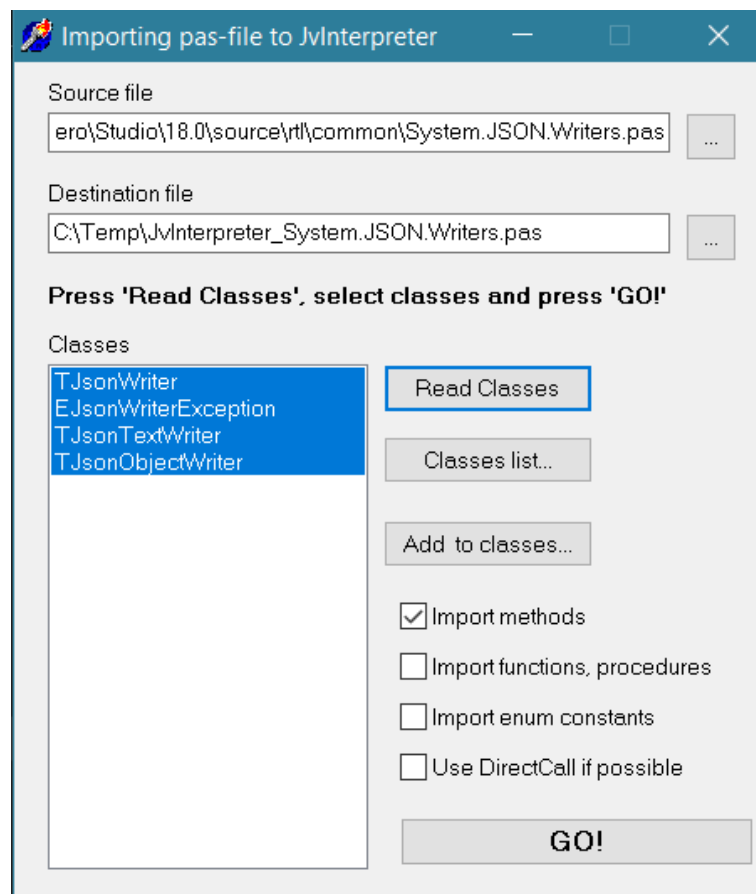 Importing pas-file to JvInterpreter
Source file
ero\Studio\18.0\source\rtl\common\System.JSON.Writers.pas
...
Destination file
C:\Temp\JvInterpreter_System.JSON.Writers.pas
...
Press 'Read Classes', select classes and press 'GO!'
Classes
TJsonWriter
EJsonWriterException
TJsonTextWriter
TJsonObjectWriter
Read Classes
Classes list...
Add to classes...
Import methods
Import functions, procedures
Import enum constants
Use DirectCall if possible
GO!